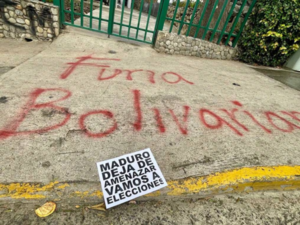 Furia
Bolivariana
MADURO
DEJA DE
AMENAZAR
VAMOS A
ELECCIONES